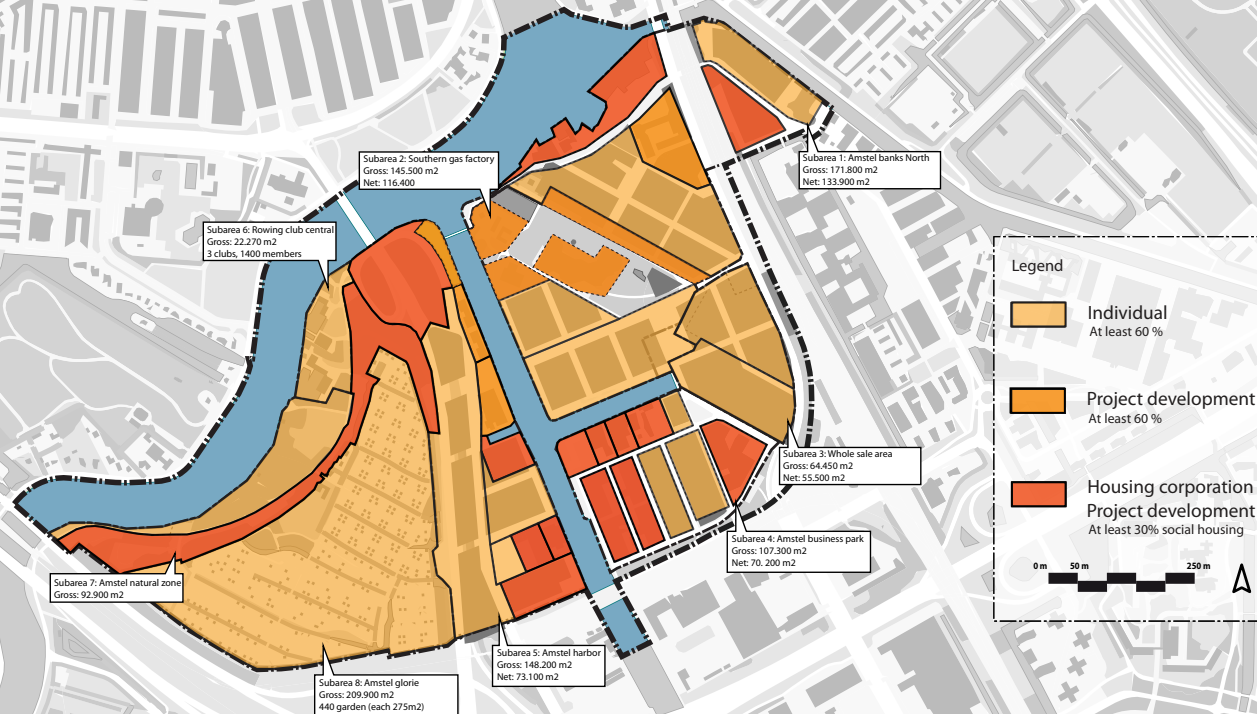 Subarea 2: Southern gas factory
Gross: 145.500 m2
Net: 116.400
Subarea 1: Amstel banks North
Gross: 171.800 m2
Net: 133.900 m2
Subarea 6: Rowing club central
Gross: 22.270 m2
3 clubs, 1400 members
Legend
Individual
At least 60 %
Project development
At least 60 %
Housing corporation
Project development
At least 30% social housing
0 m 50 m 250 m
Subarea 3: Whole sale area
Gross: 64.450 m2
Net: 55.500 m2
Subarea 4: Amstel business park
Gross: 107.300 m2
Net: 70. 200 m2
Subarea 7: Amstel natural zone
Gross: 92.900 m2
Subarea 5: Amstel harbor
Gross: 148.200 m2
Net: 73.100 m2
Subarea 8: Amstel glorie
Gross: 209.900 m2
440 garden (each 275m2)